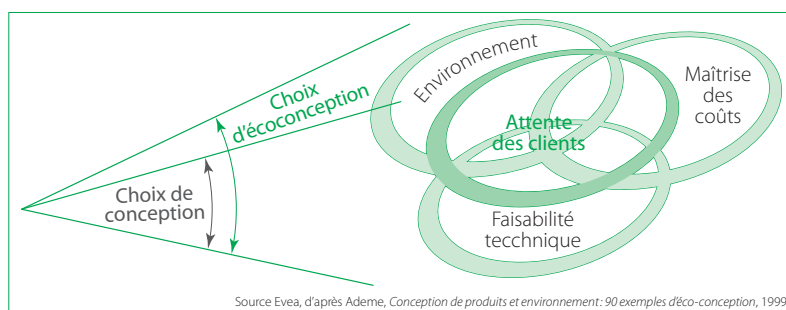 Environnement
Maîtrise
des
coûts
Choix
d'écoconception
Attente
des clients
Choix de
conception
Faisabilité
tecchnique
Source Evea, d'après Ademe, Conception de produits et environnement : 90 exemples d'éco-conception, 1999